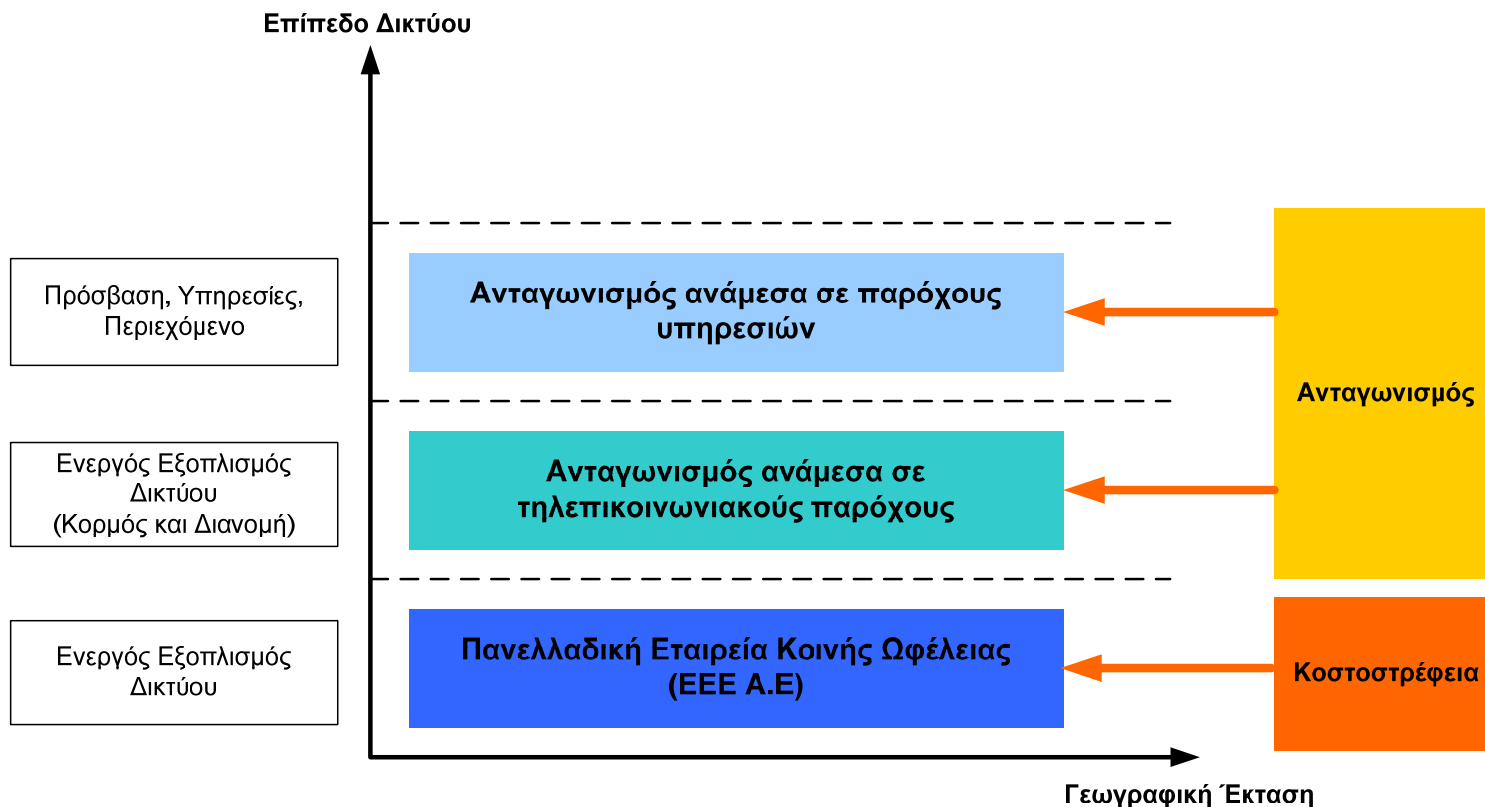 Επίπεδο Δικτύου
Πρόσβαση, Υπηρεσίες,
Περιεχόμενο
Ανταγωνισμός ανάμεσα σε παρόχους
υπηρεσιών
Ανταγωνισμός
Ενεργός Εξοπλισμός
Δικτύου
(Κορμός και Διανομή)
Ανταγωνισμός ανάμεσα σε
τηλεπικοινωνιακούς παρόχους
Ενεργός Εξοπλισμός
Δικτύου
Πανελλαδική Εταιρεία Κοινής Ωφέλειας
(ΕΕΕ Α.Ε)
Κοστοστρέφεια
Γεωγραφική Έκταση